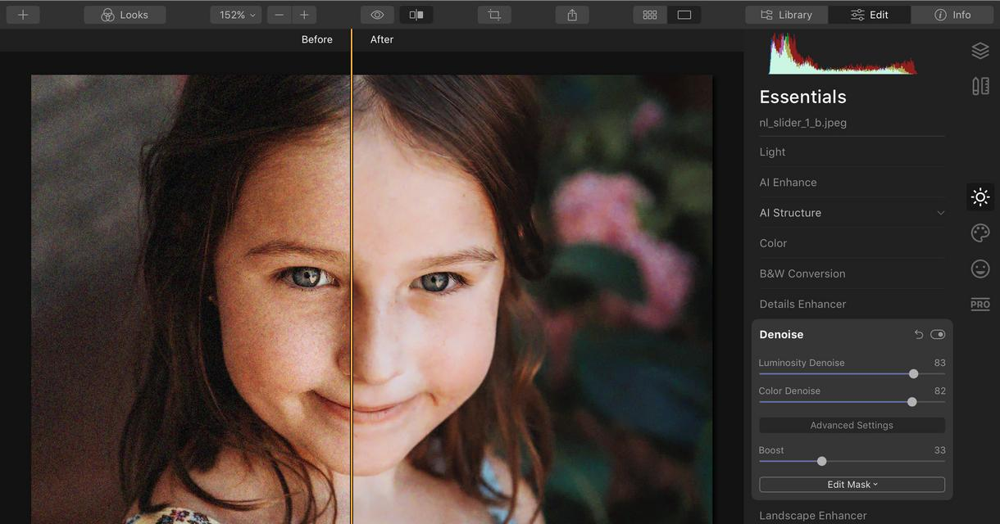 Looks
152%
Library
Edit
Info
Before
After
Essentials
nl_slider_1_b.jpeg
Light
AI Enhance
AI Structure
Color
B&W Conversion
Details Enhancer
PRO
Denoise
Luminosity Denoise 83
Color Denoise 82
Advanced Settings
Boost 33
Edit Mask
Landscape Enhancer